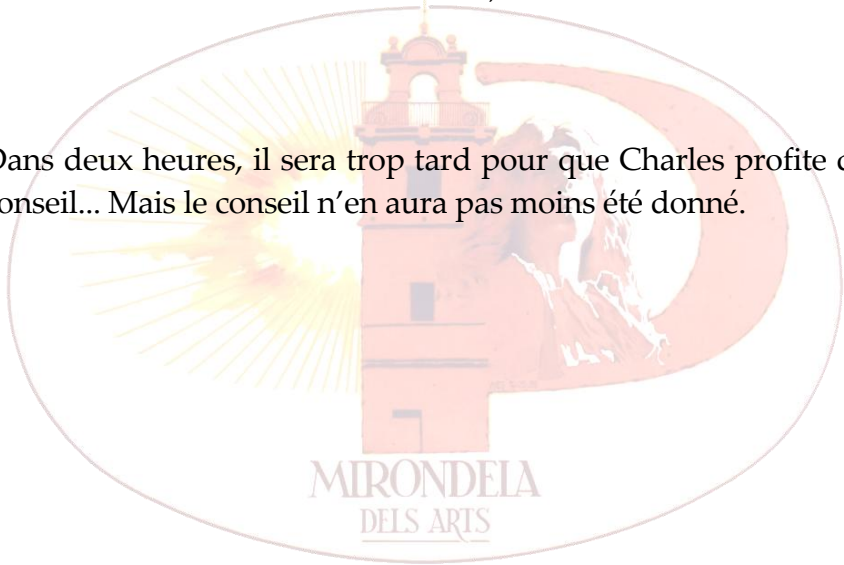 ans deux heures, il sera trop tard pour que Charles profite
onseil... Mais le conseil n'en aura pas moins été donné.
MIRONDELA
DELS ARTS